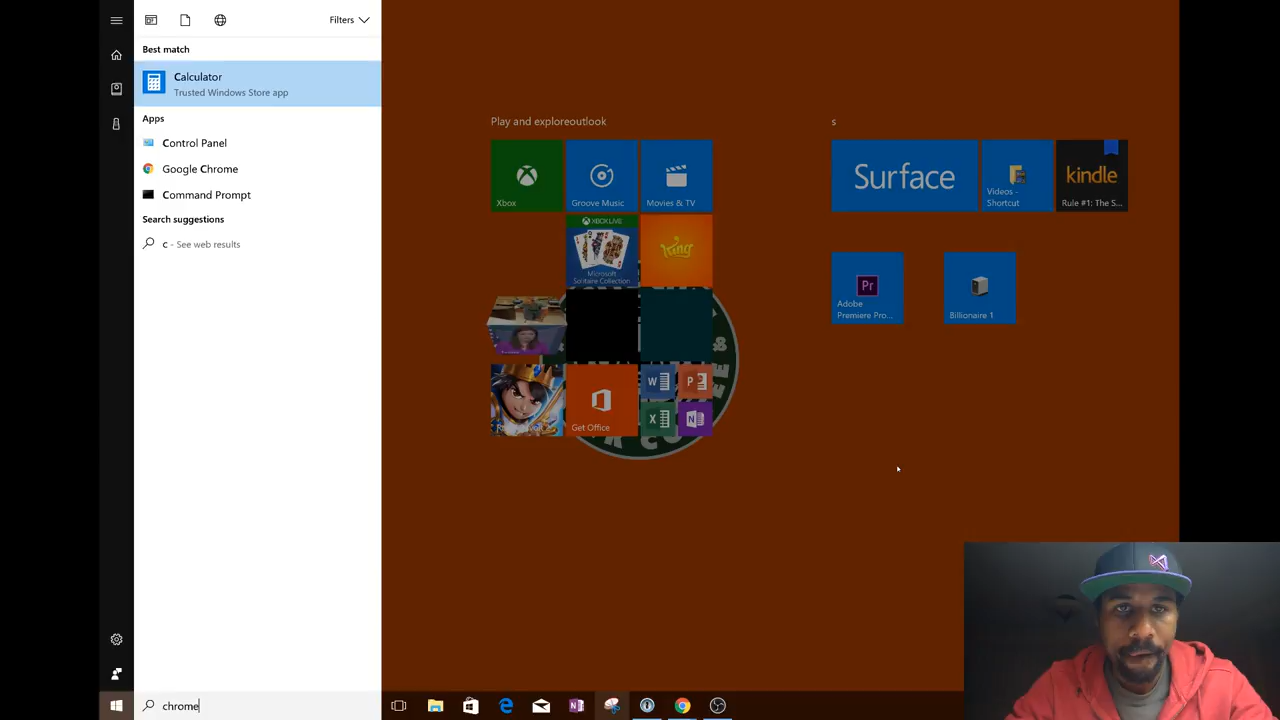 Filters
Best match
Calculator
Trusted Windows Store app
Apps
Control Panel
Google Chrome
Command Prompt
Search suggestions
c - See web results
chrome
Play and exploreoutlook
Xbox
Groove Music
Movies & TV
XBOX LIVE
Microsoft
Solitaire Collection
King
Get Office
s
Surface
Videos -
Shortcut
kindle
Rule #1: The S...
Pr
Adobe
Premiere Pro...
Billionaire 1